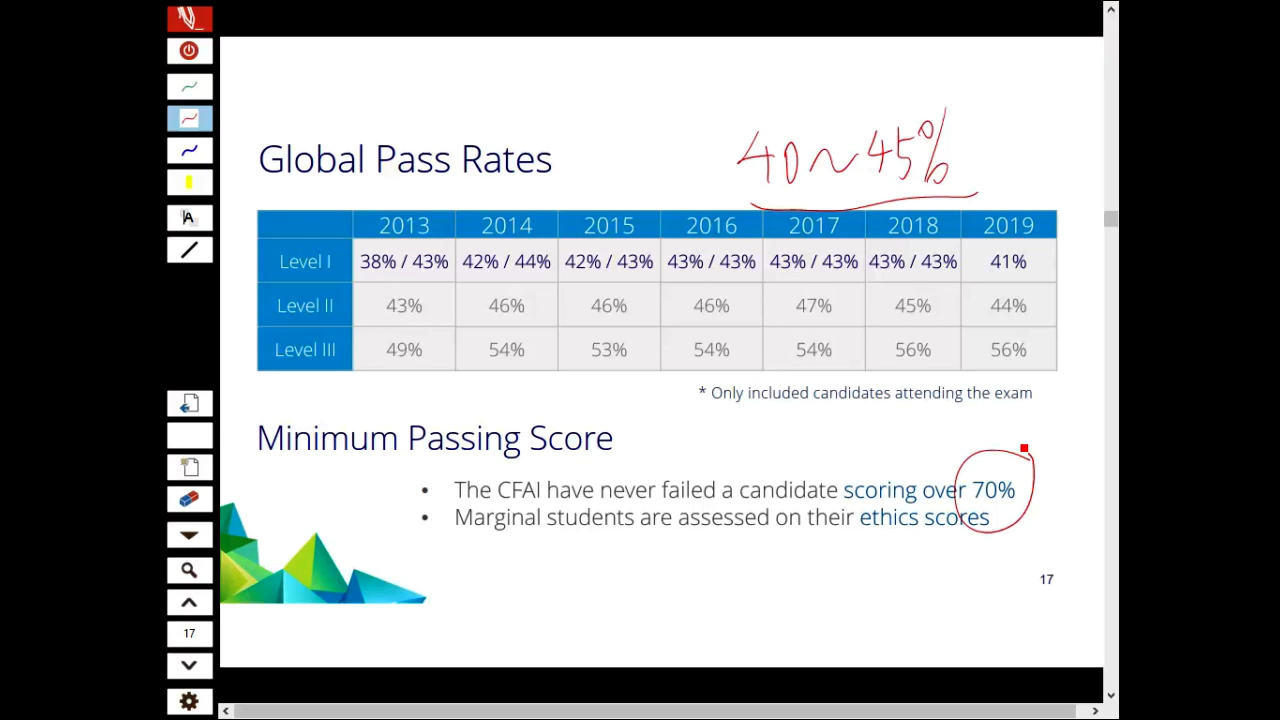 40~45%
Global Pass Rates
2013 2014 2015 2016 2017 2018 2019
Level I 38% / 43% 42% / 44% 42% / 43% 43% / 43% 43% / 43% 43% / 43% 41%
Level II 43% 46% 46% 46% 47% 45% 44%
Level III 49% 54% 53% 54% 54% 56% 56%
* Only included candidates attending the exam
Minimum Passing Score
• The CFAI have never failed a candidate scoring over 70%
• Marginal students are assessed on their ethics scores
17
A
17